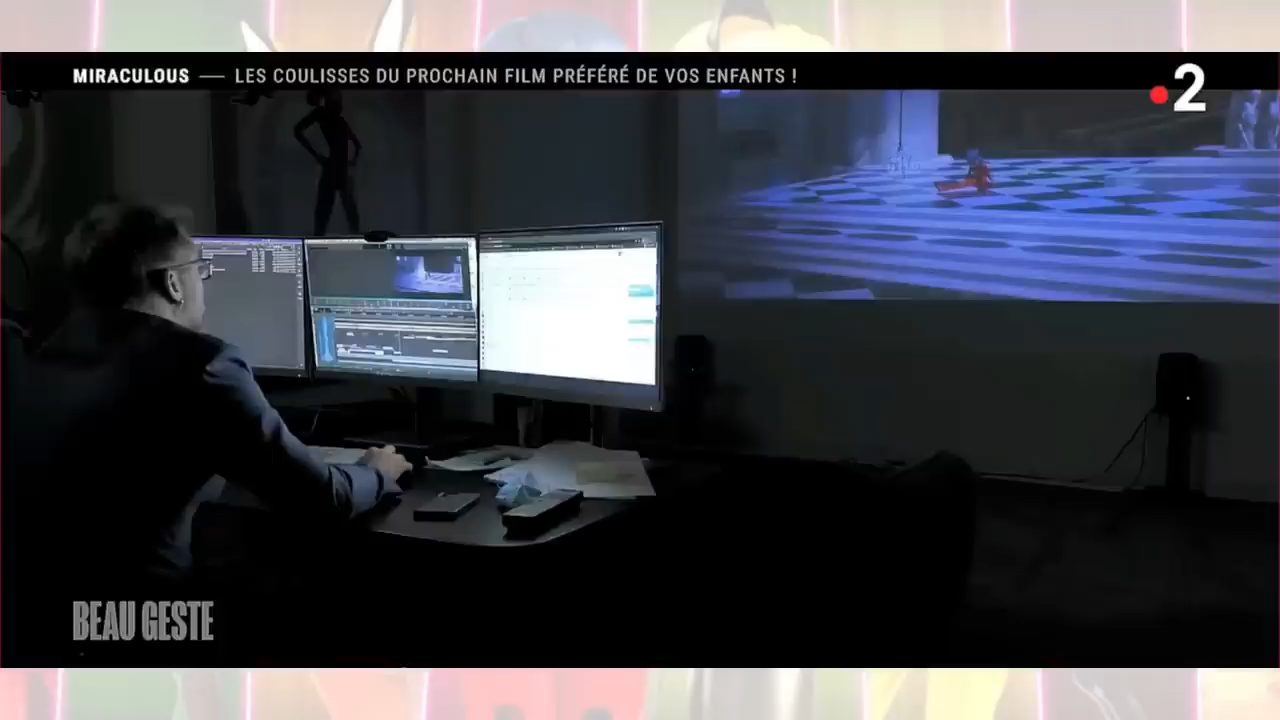 MIRACULOUS — LES COULISSES DU PROCHAIN FILM PRÉFÉRÉ DE VOS ENFANTS !
2
BEAU GESTE